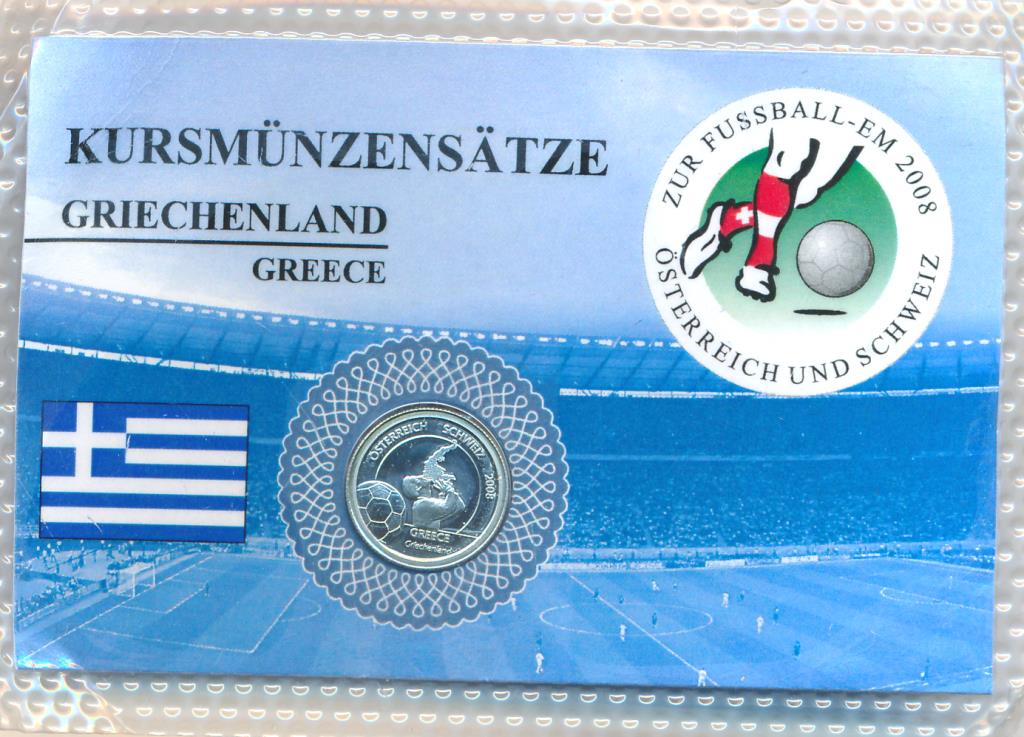 KURSMÜNZENSÄTZE
GRIECHENLAND
GREECE
ZUR FUSSBALL-EM 2008
ÖSTERREICH UND SCHWEIZ
ÖSTERREICH SCHWEIZ 2008
GREECE
Griechenland